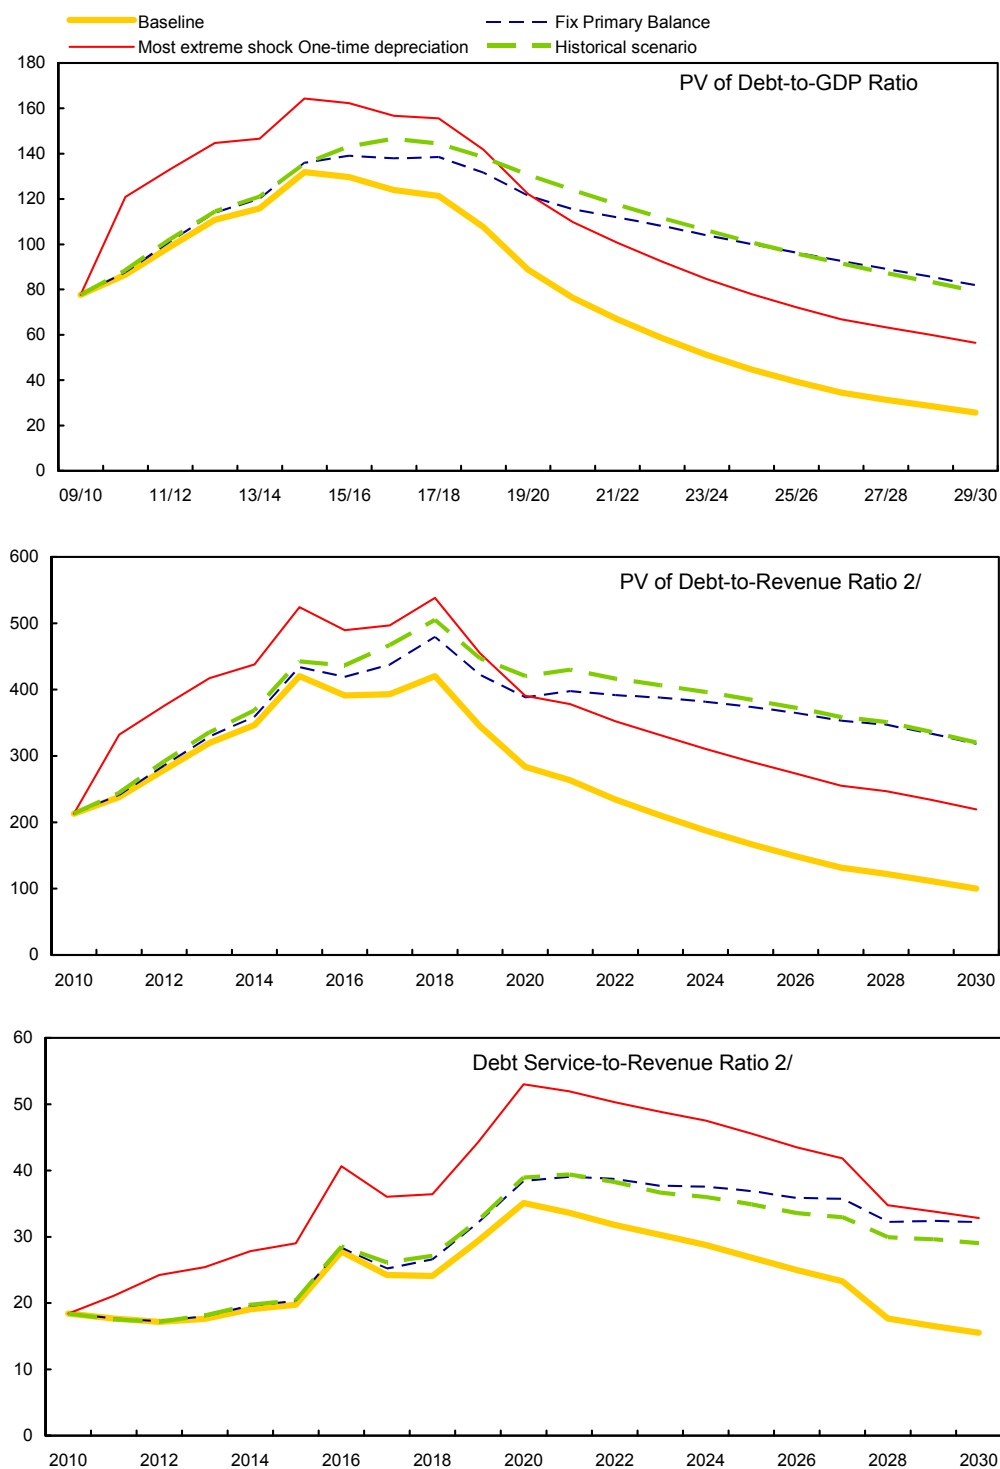 Baseline
Fix Primary Balance
Most extreme shock One-time depreciation
Historical scenario
PV of Debt-to-GDP Ratio
180
160
140
120
100
80
60
40
20
0
09/10 11/12 13/14 15/16 17/18 19/20 21/22 23/24 25/26 27/28 29/30
PV of Debt-to-Revenue Ratio 2/
600
500
400
300
200
100
0
2010 2012 2014 2016 2018 2020 2022 2024 2026 2028 2030
Debt Service-to-Revenue Ratio 2/
60
50
40
30
20
10
0
2010 2012 2014 2016 2018 2020 2022 2024 2026 2028 2030